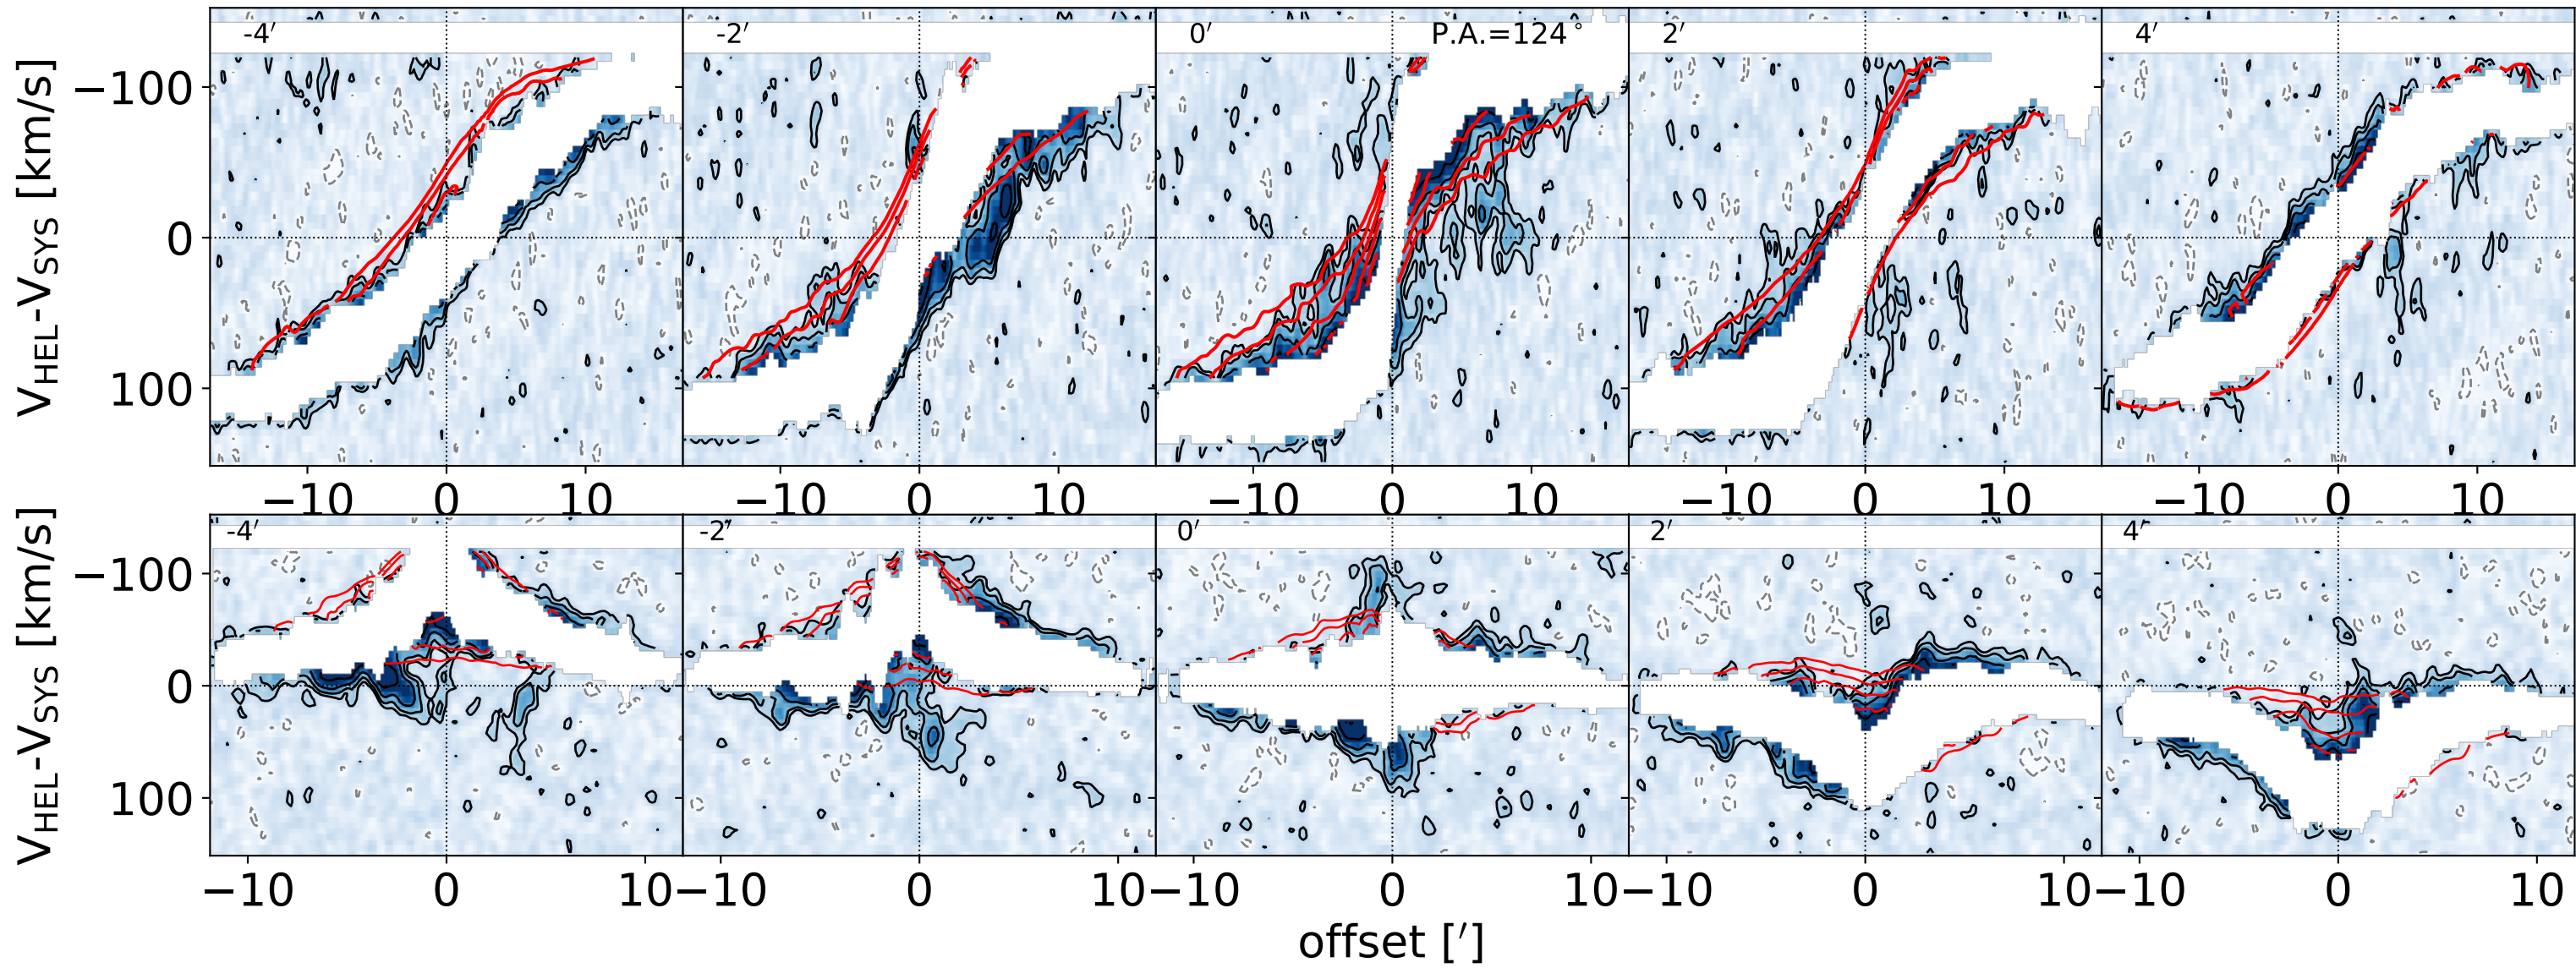 -4′ -2′ 0′ P.A.=124° 2′ 4′
V_HEL-V_SYS [km/s]
−100
0
100
−10 0 10 −10 0 10 −10 0 10 −10 0 10 −10 0 10
-4′ -2′ 0′ 2′ 4′
V_HEL-V_SYS [km/s]
−100
0
100
−10 0 10 −10 0 10 −10 0 10 −10 0 10 −10 0 10
offset [′]